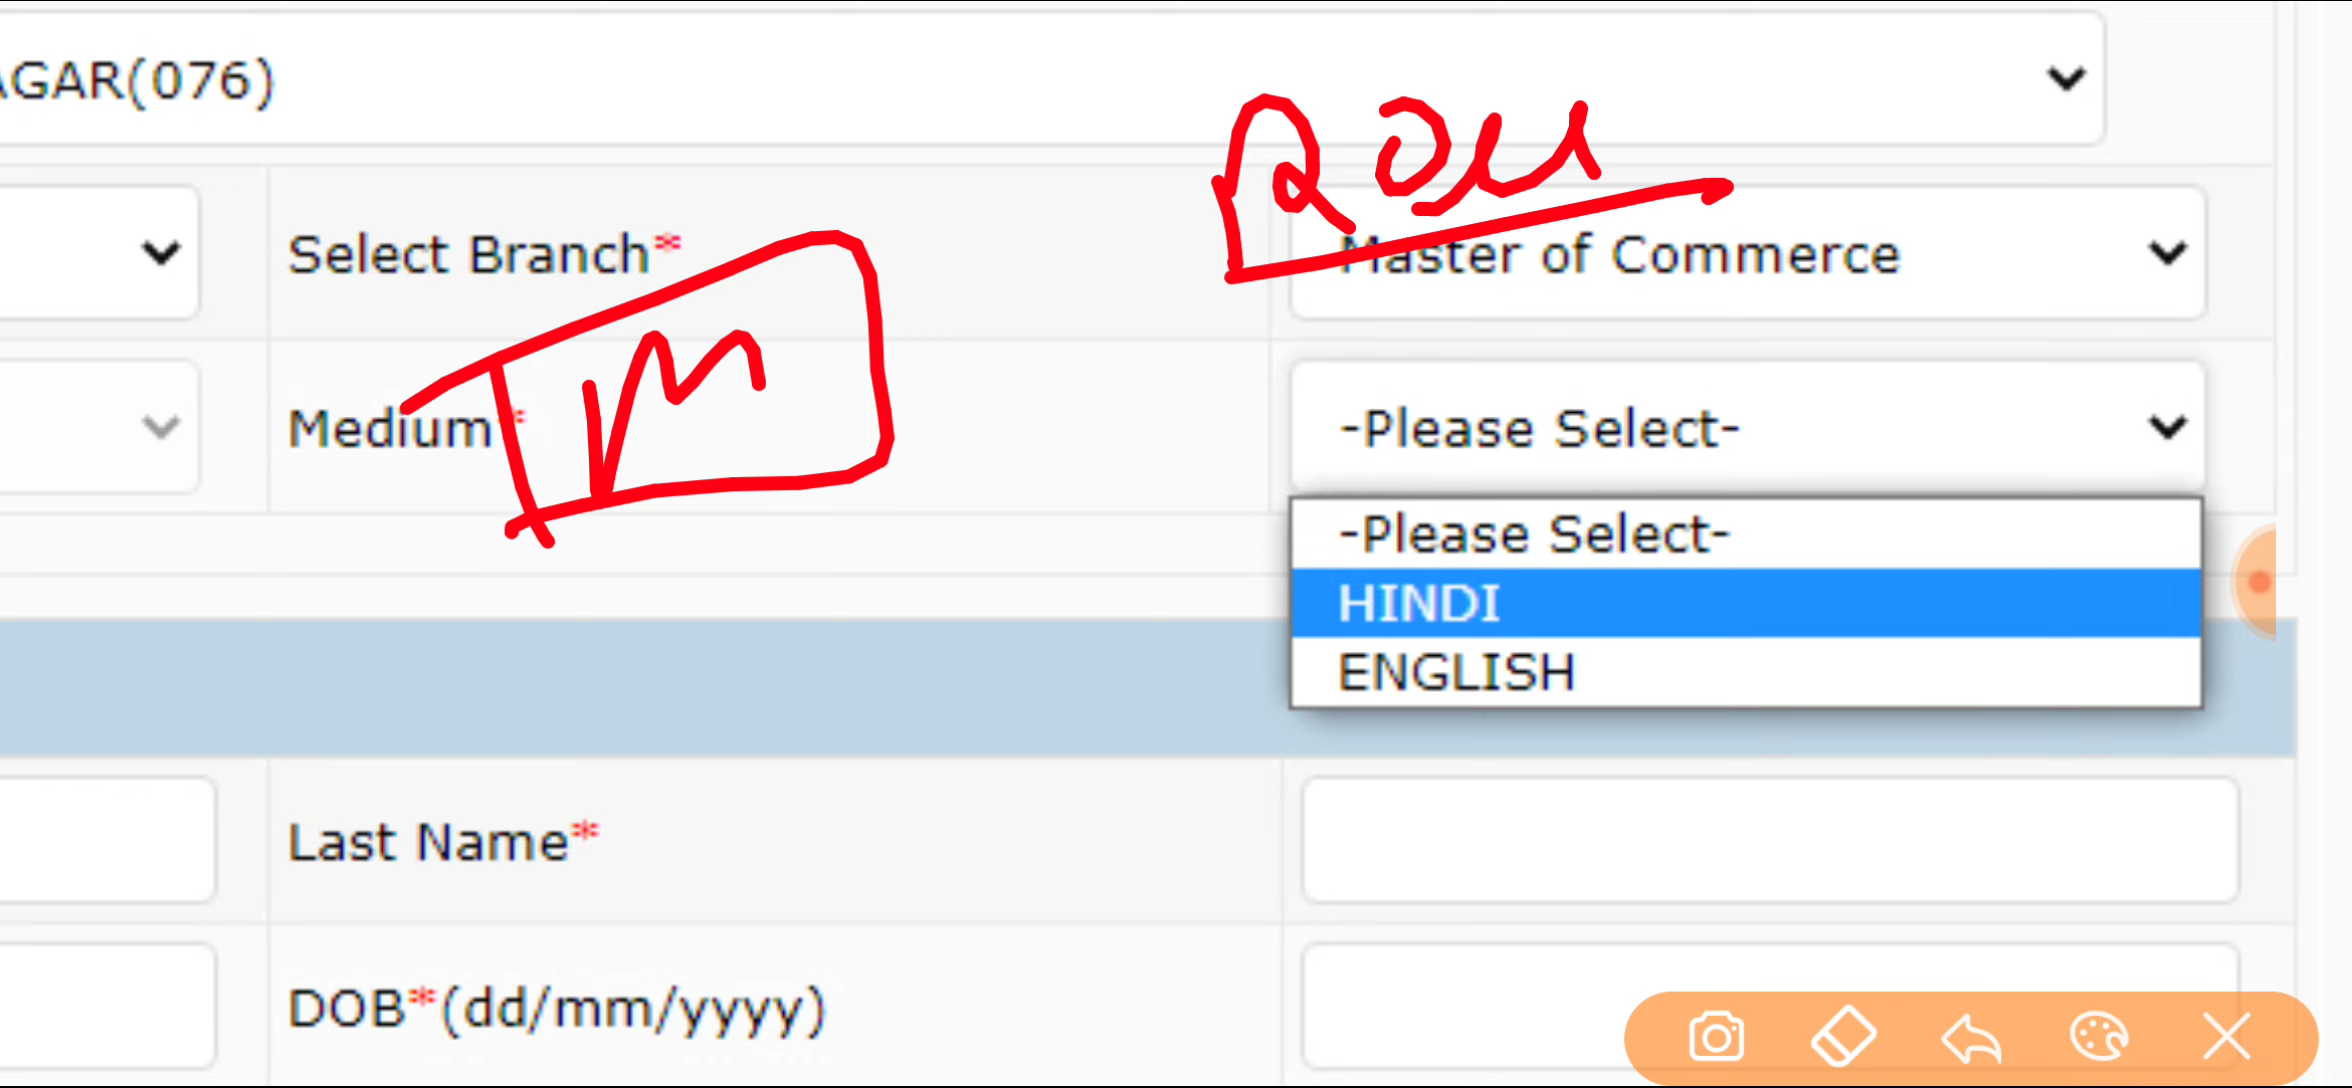 AGAR(076)
Select Branch*
Master of Commerce
Medium*
-Please Select-
-Please Select-
HINDI
ENGLISH
Last Name*
DOB*(dd/mm/yyyy)